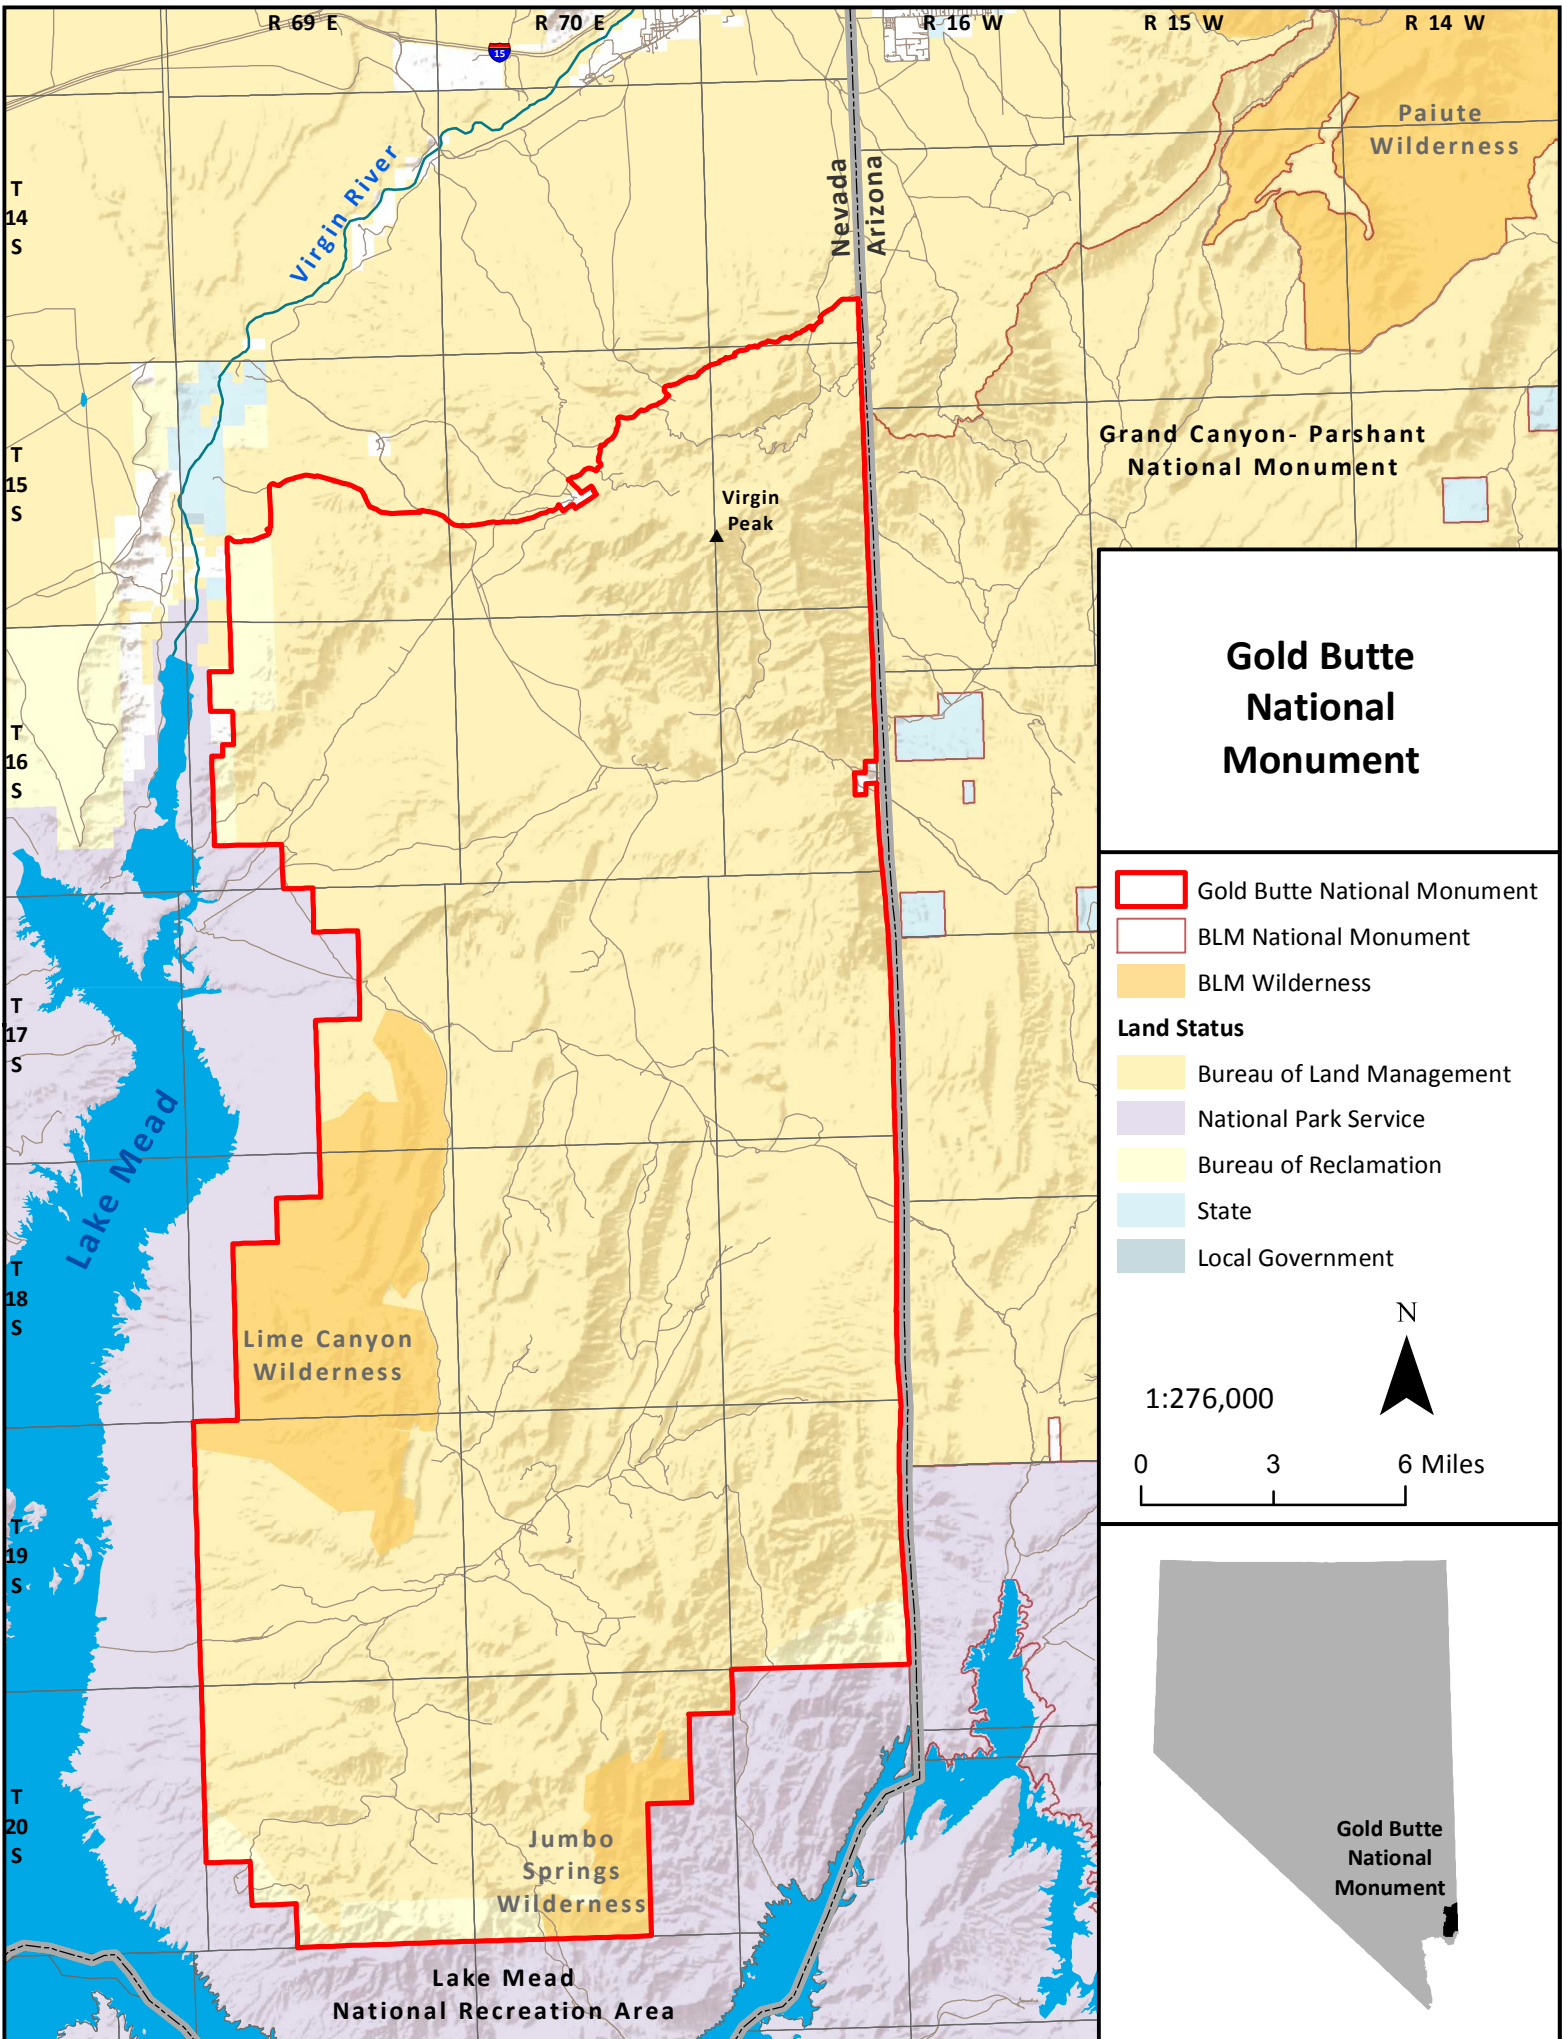 R 69 E
R 70 E
R 16 W
R 15 W
R 14 W
15
Paiute
Wilderness
Virgin River
Nevada
Arizona
T
14
S
Grand Canyon- Parshant
National Monument
T
15
S
Virgin
Peak
Gold Butte
National
Monument
T
16
S
Gold Butte National Monument
BLM National Monument
BLM Wilderness
Land Status
Bureau of Land Management
National Park Service
Bureau of Reclamation
State
Local Government
T
17
S
Lake Mead
T
18
S
Lime Canyon
Wilderness
N
1:276,000
0 3 6 Miles
T
19
S
T
20
S
Jumbo
Springs
Wilderness
Gold Butte
National
Monument
Lake Mead
National Recreation Area